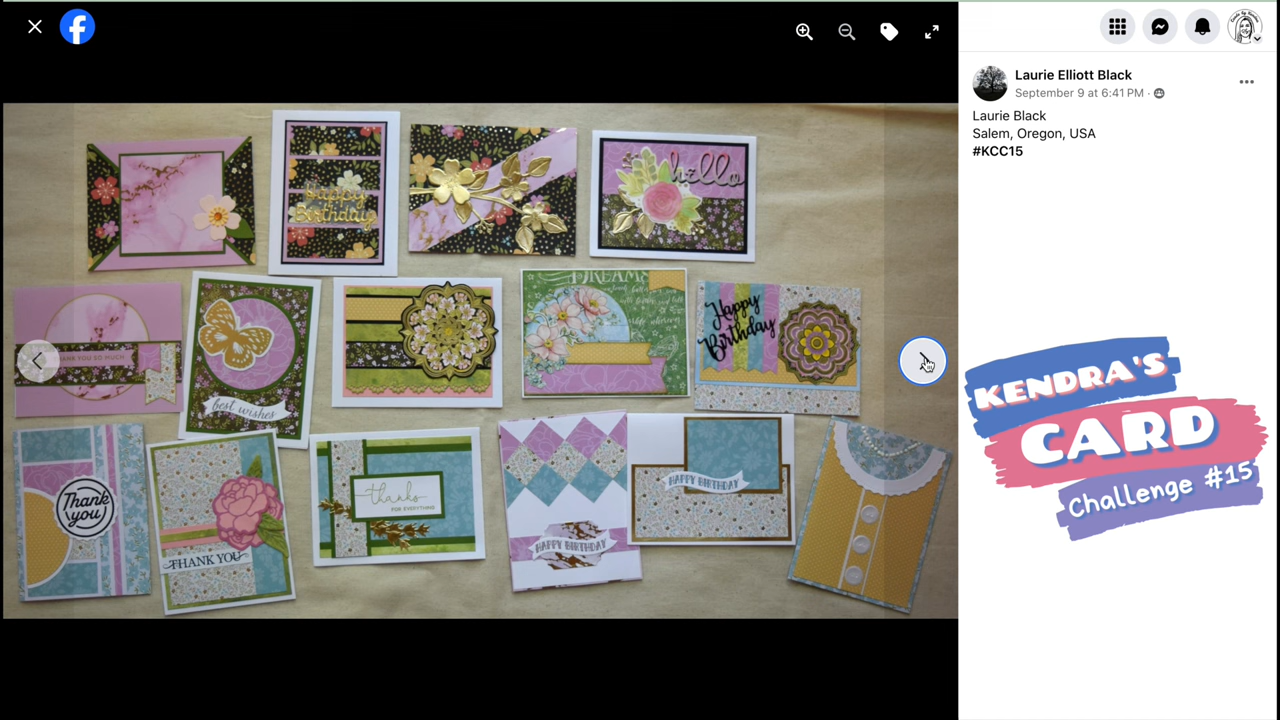 Laurie Elliott Black
September 9 at 6:41 PM ·
Laurie Black
Salem, Oregon, USA
#KCC15
Happy
Birthday
hello
THANK YOU SO MUCH
best wishes
DREAMS
Happy
Birthday
Thank
you
THANK YOU
thanks
FOR EVERYTHING
HAPPY BIRTHDAY
HAPPY BIRTHDAY
KENDRA'S
CARD
Challenge #15